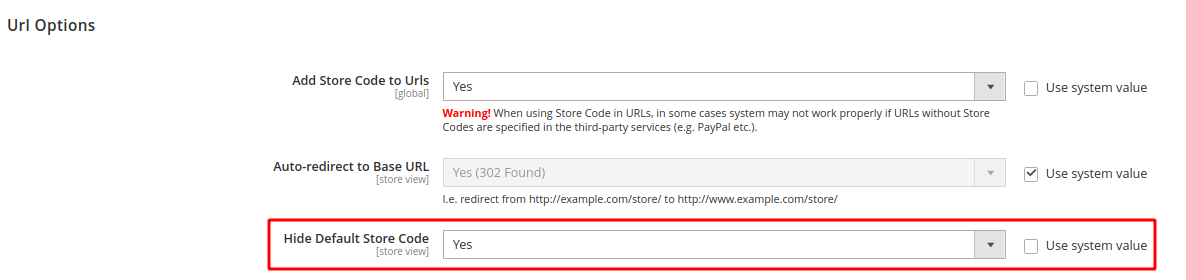 Url Options
Add Store Code to Urls
[global]
Yes
Use system value
Warning! When using Store Code in URLs, in some cases system may not work properly if URLs without Store
Codes are specified in the third-party services (e.g. PayPal etc.).
Auto-redirect to Base URL
[store view]
Yes (302 Found)
Use system value
I.e. redirect from http://example.com/store/ to http://www.example.com/store/
Hide Default Store Code
[store view]
Yes
Use system value